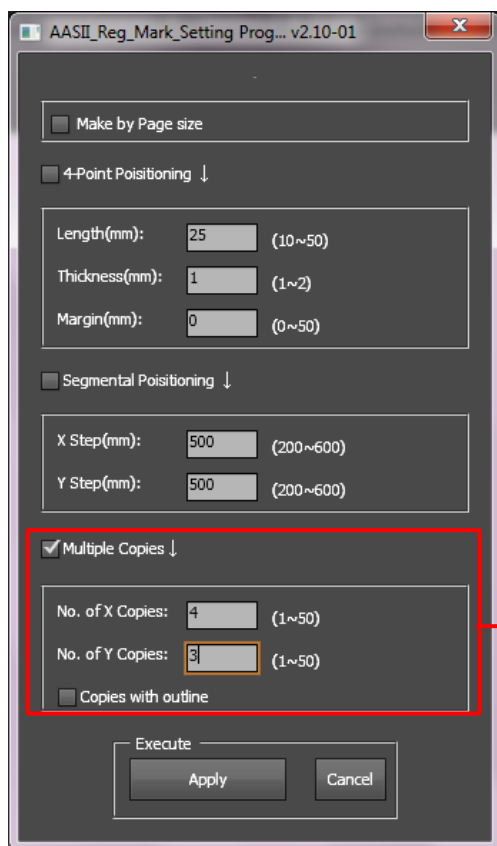 AASII_Reg_Mark_Setting Prog... v2.10-01
Make by Page size
4-Point Poisitioning ↓
Length(mm): 25 (10~50)
Thickness(mm): 1 (1~2)
Margin(mm): 0 (0~50)
Segmental Poisitioning ↓
X Step(mm): 500 (200~600)
Y Step(mm): 500 (200~600)
Multiple Copies ↓
No. of X Copies: 4 (1~50)
No. of Y Copies: 3 (1~50)
Copies with outline
Execute
Apply Cancel